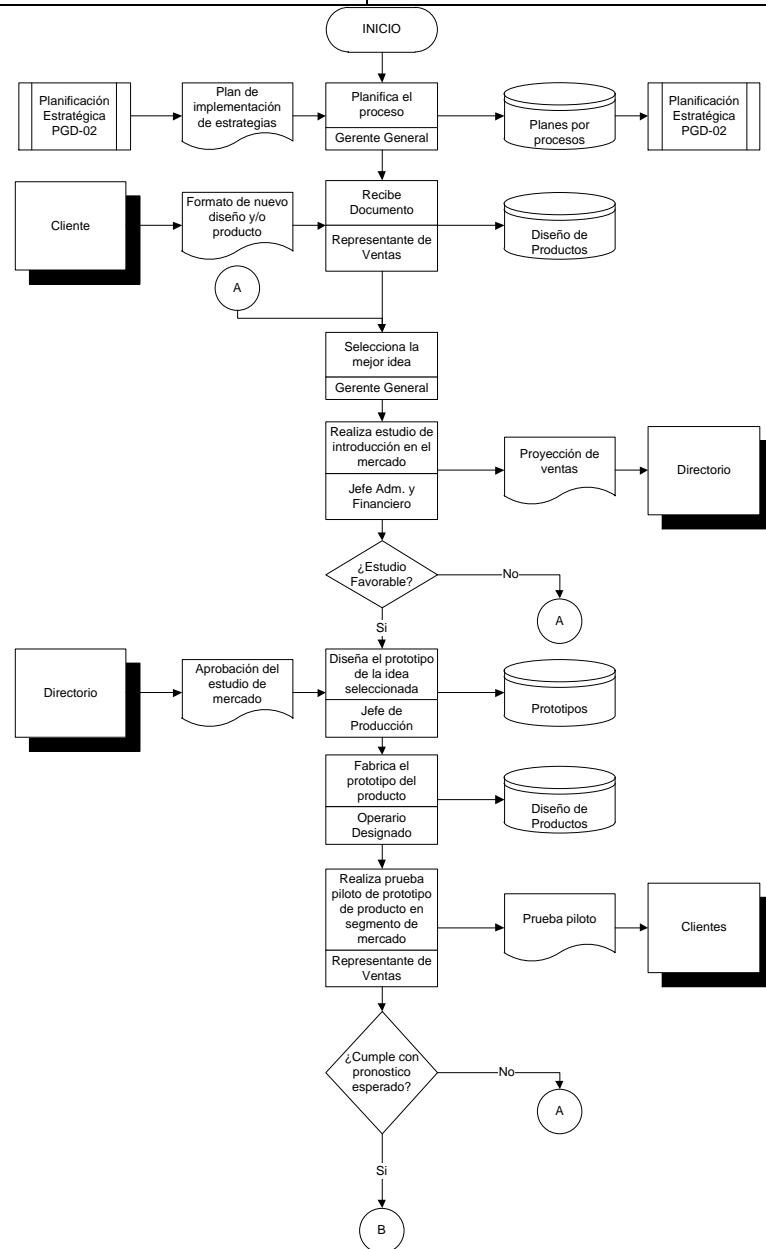 INICIO
Planificación
Estratégica
PGD-02
Plan de
implementación
de estrategias
Planifica el
proceso
Gerente General
Planes por
procesos
Planificación
Estratégica
PGD-02
Cliente
Formato de nuevo
diseño y/o
producto
Recibe
Documento
Representante de
Ventas
Diseño de
Productos
A
Selecciona la
mejor idea
Gerente General
Realiza estudio de
introducción en el
mercado
Jefe Adm. y
Financiero
Proyección de
ventas
Directorio
¿Estudio
Favorable?
No
A
Si
Directorio
Aprobación del
estudio de
mercado
Diseña el prototipo
de la idea
seleccionada
Jefe de
Producción
Prototipos
Fabrica el
prototipo del
producto
Operario
Designado
Diseño de
Productos
Realiza prueba
piloto de prototipo
de producto en
segmento de
mercado
Representante de
Ventas
Prueba piloto
Clientes
¿Cumple con
pronostico
esperado?
No
A
Si
B